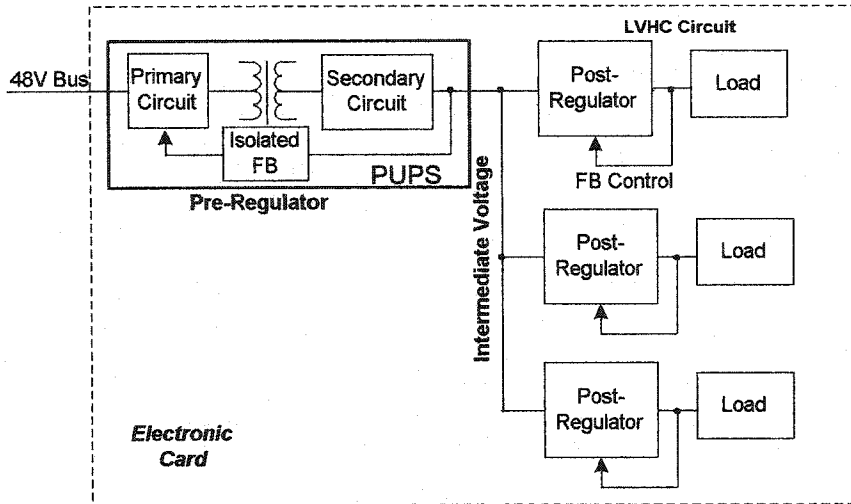 LVHC Circuit
48V Bus
Primary
Circuit
Secondary
Circuit
Isolated
FB
PUPS
Pre-Regulator
Intermediate Voltage
Post-
Regulator
Load
FB Control
Post-
Regulator
Load
Post-
Regulator
Load
Electronic
Card